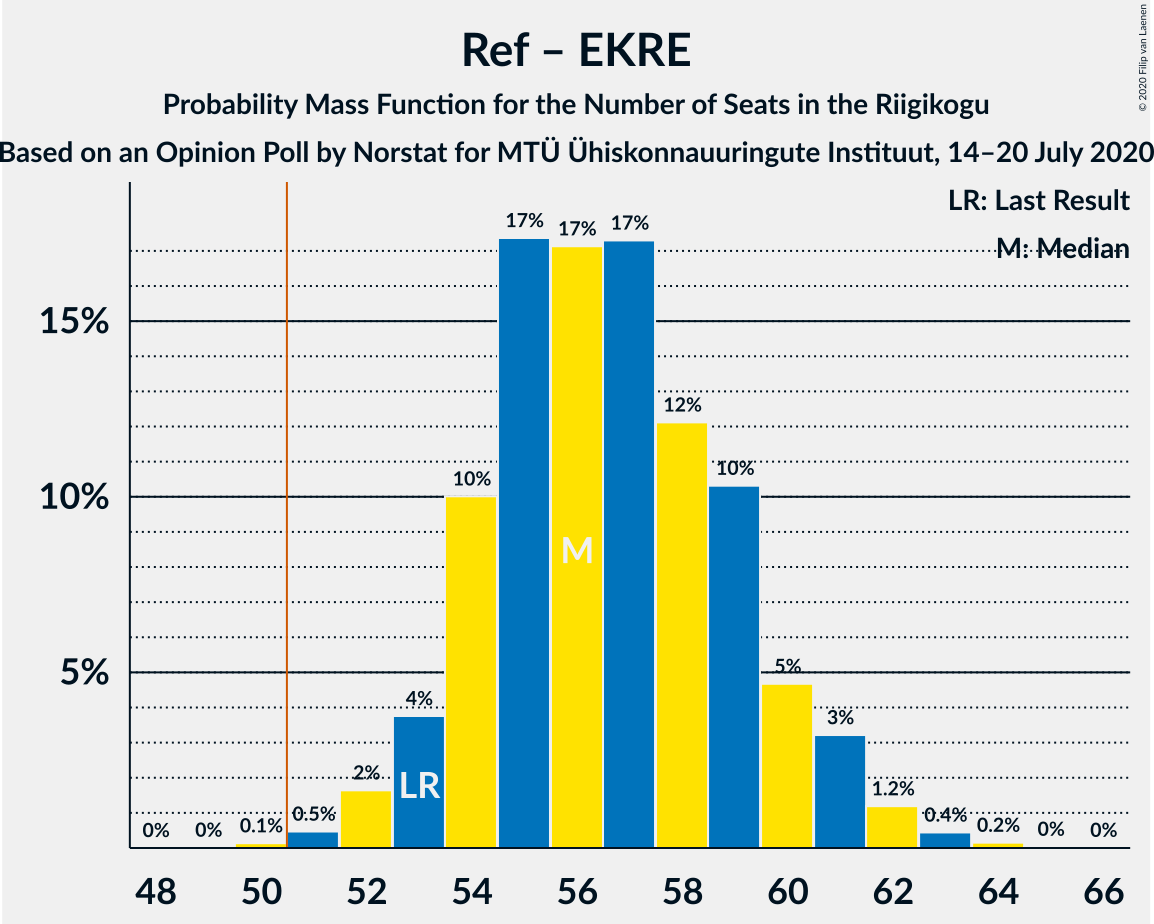 Ref – EKRE
Probability Mass Function for the Number of Seats in the Riigikogu
Based on an Opinion Poll by Norstat for MTÜ Ühiskonnauuringute Instituut, 14–20 July 2020
© 2020 Filip van Laenen
LR: Last Result
M: Median
17% 17% 17%
15%
12%
10% 10%
10%
M
5%
5%
4% 3%
2% LR 1.2%
0% 0% 0.1% 0.5% 0.4% 0.2% 0% 0%
48 50 52 54 56 58 60 62 64 66